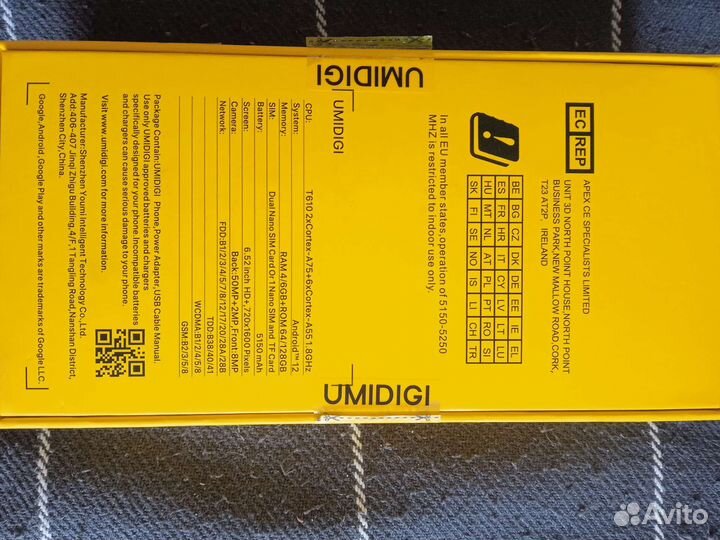 UMIDIGI
EC REP
APEX CE SPECIALISTS LIMITED
UNIT 3D NORTH POINT HOUSE,NORTH POINT
BUSINESS PARK,NEW MALLOW ROAD,CORK,
T23 AT2P IRELAND
BE BG CZ DK DE EE IE EL
ES FR HR IT CY LV LT LU
HU MT NL AT PL PT RO SI
SK FI SE NO IS LI CH TR
In all EU member states,operation of 5150-5250
MHZ is restricted to indoor use only.
UMIDIGI
CPU: T610 2xCortex-A75+6xCortex-A55 1.8GHz
System: Android™ 12
Memory: RAM 4/6GB+ROM 64/128GB
SIM: Dual Nano SIM Card Or 1 Nano SIM and TF Card
Battery: 5150 mAh
Screen: 6.52 inch HD+, 720x1600 Pixels
Camera: Back:50MP+2MP, Front:8MP
Network: FDD:B1/2/3/4/5/7/8/12/17/20/28A/28B
TDD:B38/40/41
WCDMA:B1/2/4/5/8
GSM:B2/3/5/8
Package Contain:UMIDIGI Phone,Power Adapter,USB Cable Manual.
Use only UMIDIGI approved batteries and chargers
specifically designed for your phone.Incompatible batteries
and chargers can cause serious damage to your phone.
Visit www.umidigi.com for more information.
Manufacturer:Shenzhen Youmi Intelligent Technology Co.,Ltd.
Add:406-407 Jinqi Zhigu Building,4/F,1 Tangling Road,Nanshan District,
Shenzhen City,China.
Google, Android , Google Play and other marks are trademarks of Google LLC.
UMIDIGI
Avito